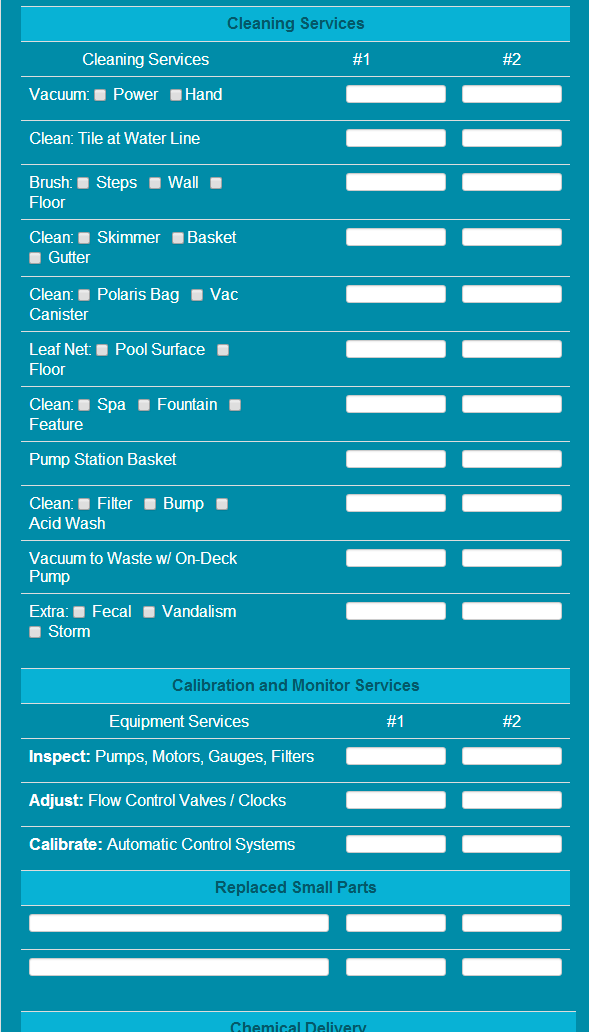 Cleaning Services
Cleaning Services #1 #2
Vacuum: Power Hand
Clean: Tile at Water Line
Brush: Steps Wall
Floor
Clean: Skimmer Basket
Gutter
Clean: Polaris Bag Vac
Canister
Leaf Net: Pool Surface
Floor
Clean: Spa Fountain
Feature
Pump Station Basket
Clean: Filter Bump
Acid Wash
Vacuum to Waste w/ On-Deck
Pump
Extra: Fecal Vandalism
Storm
Calibration and Monitor Services
Equipment Services #1 #2
Inspect: Pumps, Motors, Gauges, Filters
Adjust: Flow Control Valves / Clocks
Calibrate: Automatic Control Systems
Replaced Small Parts
Chemical Delivery